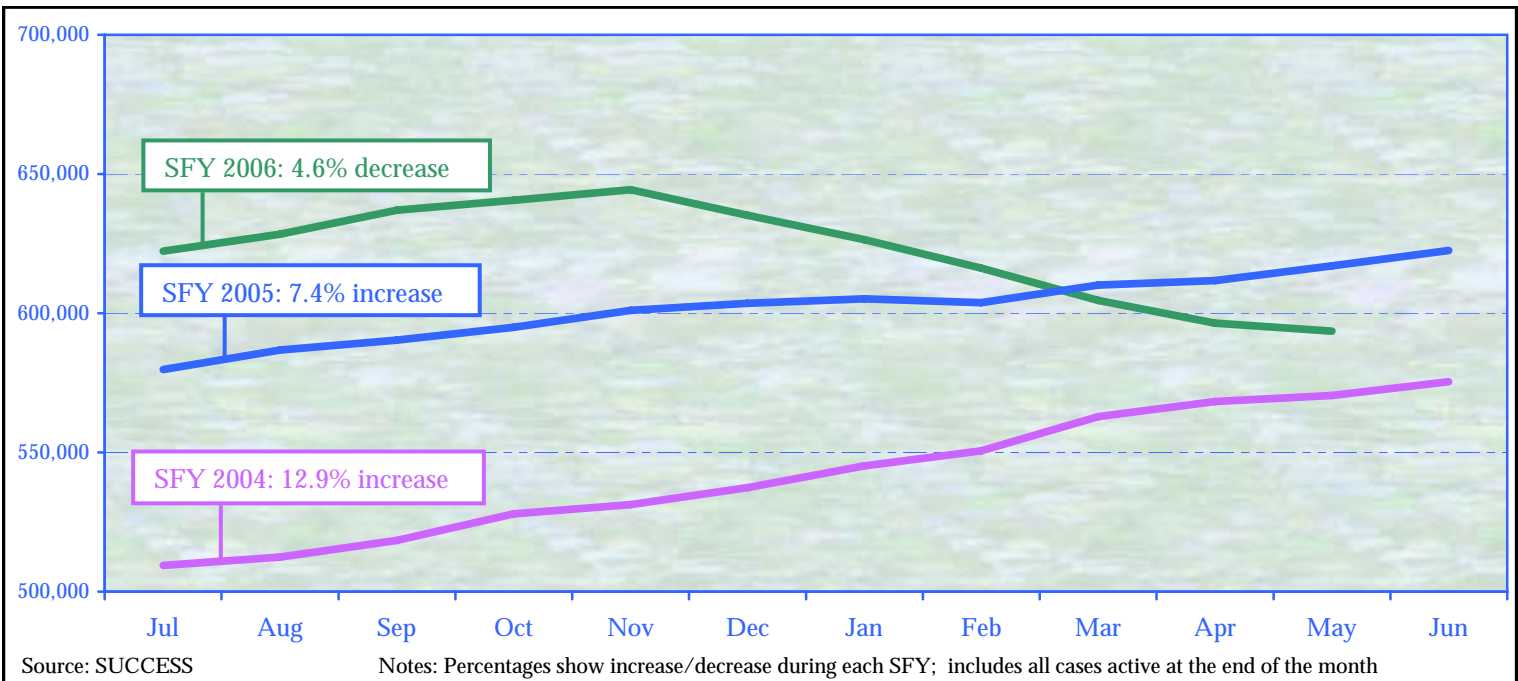 700,000
SFY 2006: 4.6% decrease
650,000
SFY 2005: 7.4% increase
600,000
550,000
SFY 2004: 12.9% increase
500,000
Jul Aug Sep Oct Nov Dec Jan Feb Mar Apr May Jun
Source: SUCCESS Notes: Percentages show increase/decrease during each SFY; includes all cases active at the end of the month